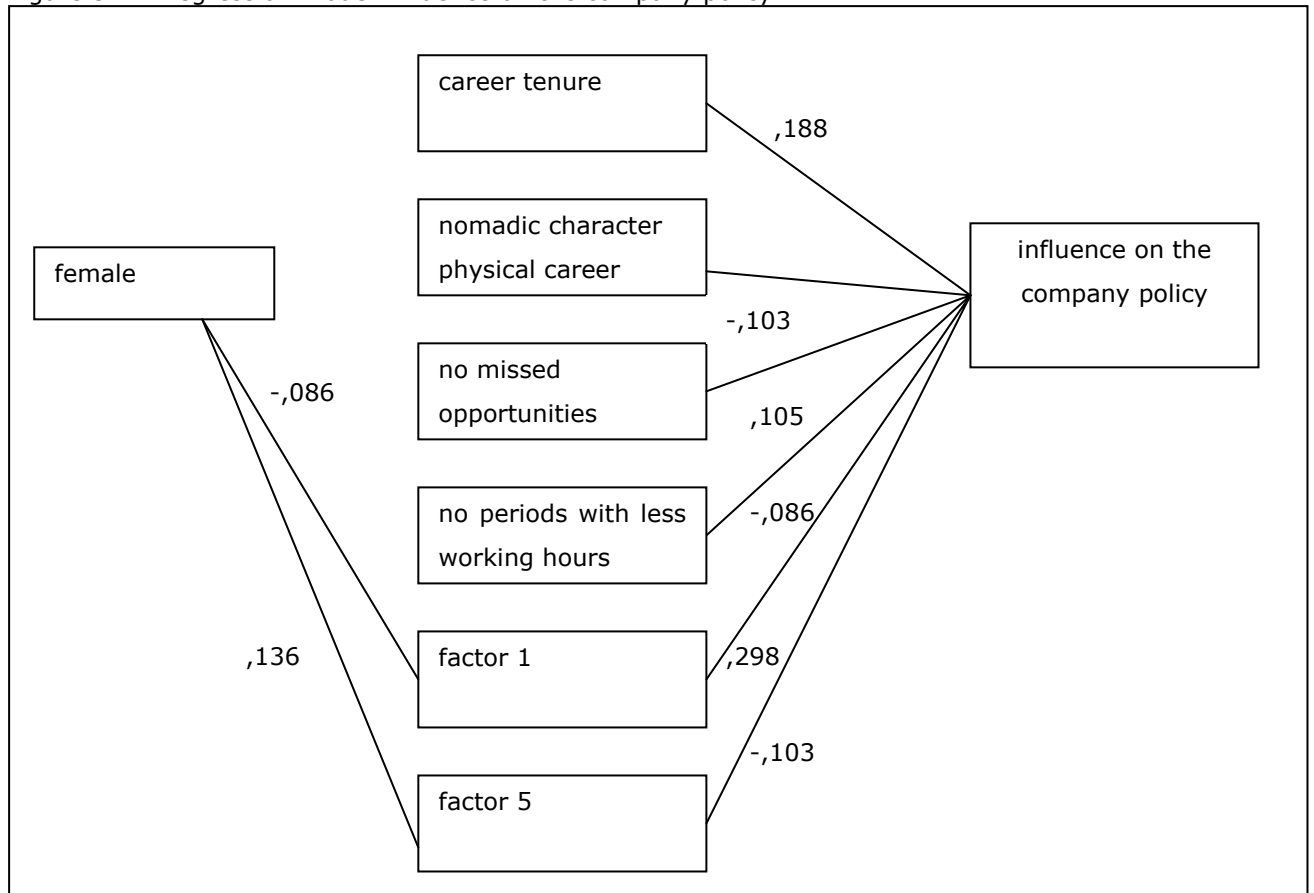 career tenure
,188
nomadic character
physical career
influence on the
company policy
female
-,103
no missed
opportunities
-,086
,105
no periods with less
working hours
-,086
factor 1
,136
,298
-,103
factor 5